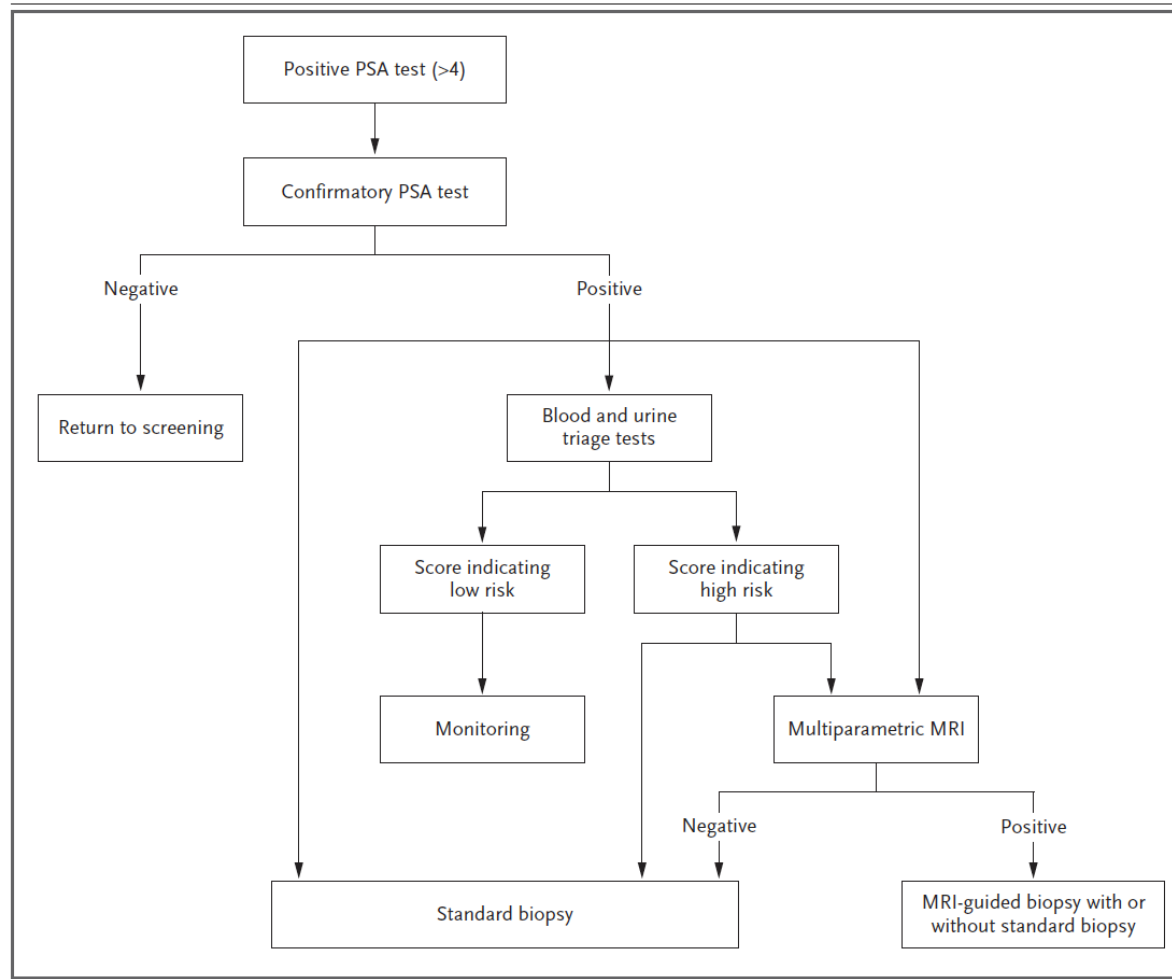 Positive PSA test (>4)
Confirmatory PSA test
Negative
Positive
Return to screening
Blood and urine
triage tests
Score indicating
low risk
Score indicating
high risk
Monitoring
Multiparametric MRI
Negative
Positive
Standard biopsy
MRI-guided biopsy with or
without standard biopsy